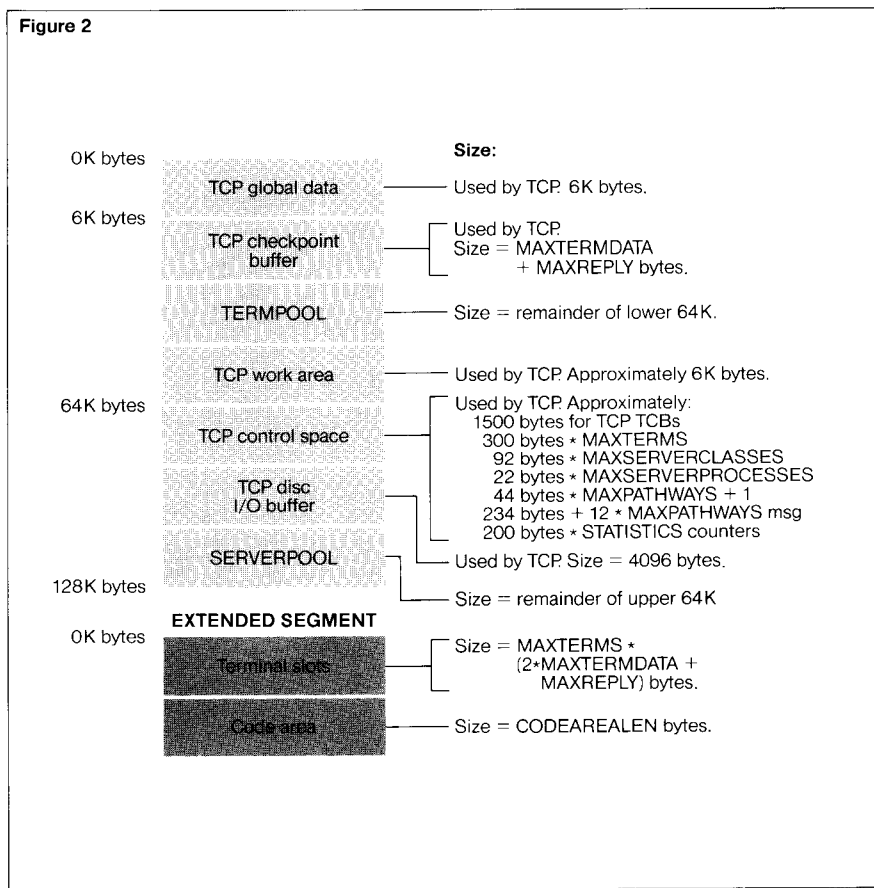 Figure 2
Size:
0K bytes
TCP global data
Used by TCP. 6K bytes.
6K bytes
TCP checkpoint
buffer
Used by TCP.
Size = MAXTERMDATA
+ MAXREPLY bytes.
TERMPOOL
Size = remainder of lower 64K.
TCP work area
Used by TCP. Approximately 6K bytes.
64K bytes
TCP control space
Used by TCP. Approximately:
1500 bytes for TCP TCBs
300 bytes * MAXTERMS
92 bytes * MAXSERVERCLASSES
22 bytes * MAXSERVERPROCESSES
44 bytes * MAXPATHWAYS + 1
234 bytes + 12 * MAXPATHWAYS msg
200 bytes * STATISTICS counters
TCP disc
I/O buffer
Used by TCP. Size = 4096 bytes.
SERVERPOOL
Size = remainder of upper 64K
128K bytes
EXTENDED SEGMENT
0K bytes
Terminal slots
Size = MAXTERMS *
(2*MAXTERMDATA +
MAXREPLY) bytes.
Code area
Size = CODEAREALEN bytes.